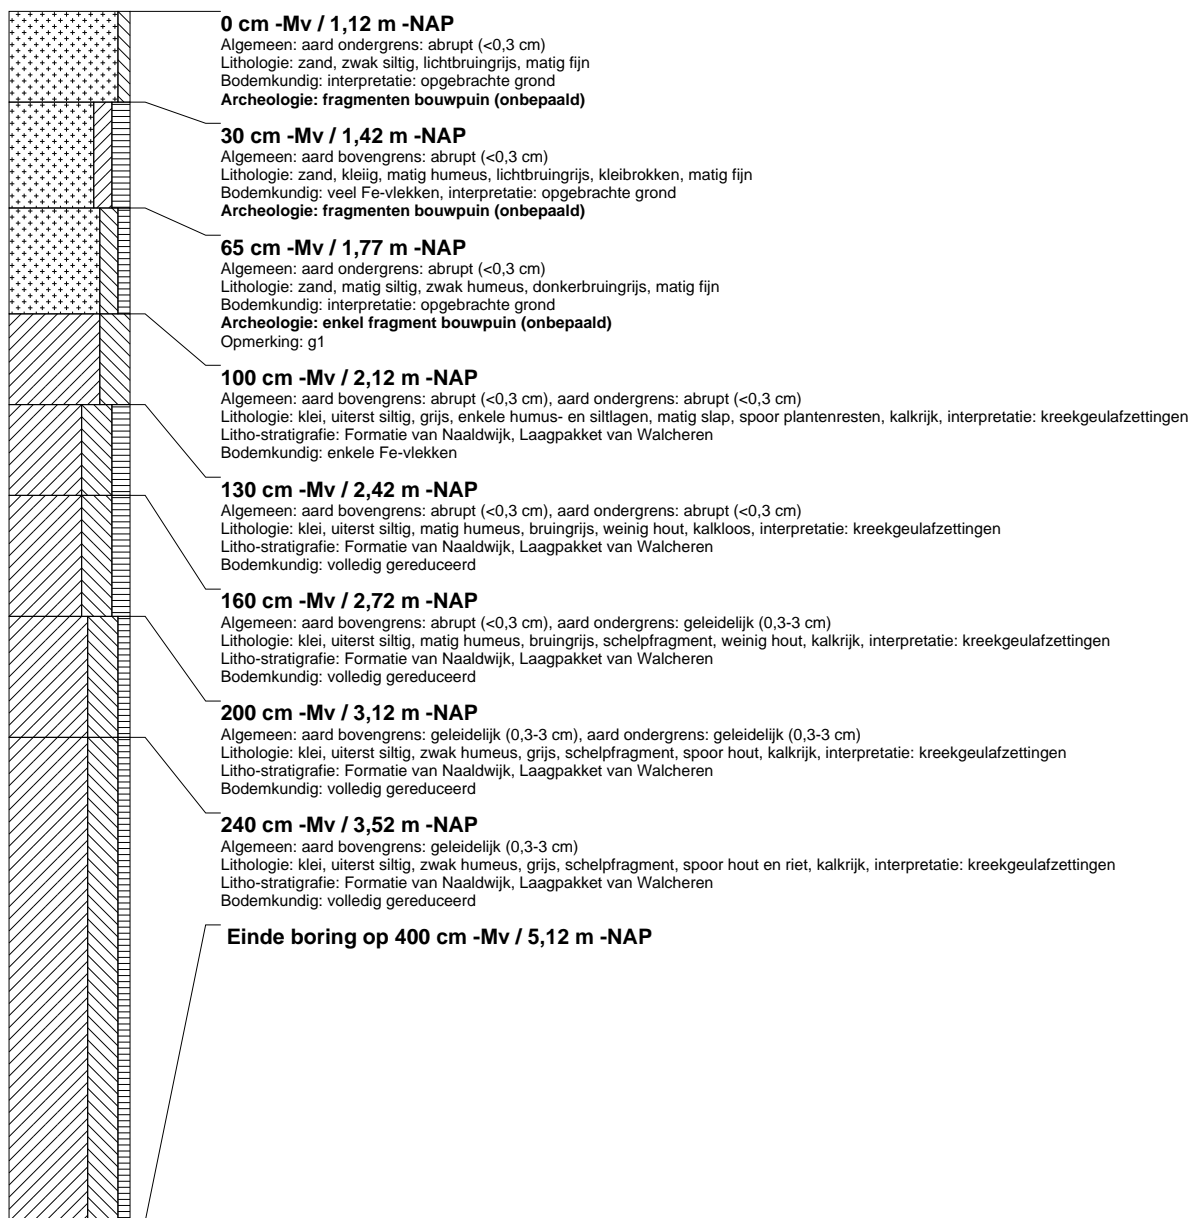 0 cm -Mv / 1,12 m -NAP
Algemeen: aard ondergrens: abrupt (<0,3 cm)
Lithologie: zand, zwak siltig, lichtbruingrijs, matig fijn
Bodemkundig: interpretatie: opgebrachte grond
Archeologie: fragmenten bouwpuin (onbepaald)
30 cm -Mv / 1,42 m -NAP
Algemeen: aard bovengrens: abrupt (<0,3 cm)
Lithologie: zand, kleiig, matig humeus, lichtbruingrijs, kleibrokken, matig fijn
Bodemkundig: veel Fe-vlekken, interpretatie: opgebrachte grond
Archeologie: fragmenten bouwpuin (onbepaald)
65 cm -Mv / 1,77 m -NAP
Algemeen: aard ondergrens: abrupt (<0,3 cm)
Lithologie: zand, matig siltig, zwak humeus, donkerbruingrijs, matig fijn
Bodemkundig: interpretatie: opgebrachte grond
Archeologie: enkel fragment bouwpuin (onbepaald)
Opmerking: g1
100 cm -Mv / 2,12 m -NAP
Algemeen: aard bovengrens: abrupt (<0,3 cm), aard ondergrens: abrupt (<0,3 cm)
Lithologie: klei, uiterst siltig, grijs, enkele humus- en siltlagen, matig slap, spoor plantenresten, kalkrijk, interpretatie: kreekgeulafzettingen
Litho-stratigrafie: Formatie van Naaldwijk, Laagpakket van Walcheren
Bodemkundig: enkele Fe-vlekken
130 cm -Mv / 2,42 m -NAP
Algemeen: aard bovengrens: abrupt (<0,3 cm), aard ondergrens: abrupt (<0,3 cm)
Lithologie: klei, uiterst siltig, matig humeus, bruingrijs, weinig hout, kalkloos, interpretatie: kreekgeulafzettingen
Litho-stratigrafie: Formatie van Naaldwijk, Laagpakket van Walcheren
Bodemkundig: volledig gereduceerd
160 cm -Mv / 2,72 m -NAP
Algemeen: aard bovengrens: abrupt (<0,3 cm), aard ondergrens: geleidelijk (0,3-3 cm)
Lithologie: klei, uiterst siltig, matig humeus, bruingrijs, schelpfragment, weinig hout, kalkrijk, interpretatie: kreekgeulafzettingen
Litho-stratigrafie: Formatie van Naaldwijk, Laagpakket van Walcheren
Bodemkundig: volledig gereduceerd
200 cm -Mv / 3,12 m -NAP
Algemeen: aard bovengrens: geleidelijk (0,3-3 cm), aard ondergrens: geleidelijk (0,3-3 cm)
Lithologie: klei, uiterst siltig, zwak humeus, grijs, schelpfragment, spoor hout, kalkrijk, interpretatie: kreekgeulafzettingen
Litho-stratigrafie: Formatie van Naaldwijk, Laagpakket van Walcheren
Bodemkundig: volledig gereduceerd
240 cm -Mv / 3,52 m -NAP
Algemeen: aard bovengrens: geleidelijk (0,3-3 cm)
Lithologie: klei, uiterst siltig, zwak humeus, grijs, schelpfragment, spoor hout en riet, kalkrijk, interpretatie: kreekgeulafzettingen
Litho-stratigrafie: Formatie van Naaldwijk, Laagpakket van Walcheren
Bodemkundig: volledig gereduceerd
Einde boring op 400 cm -Mv / 5,12 m -NAP